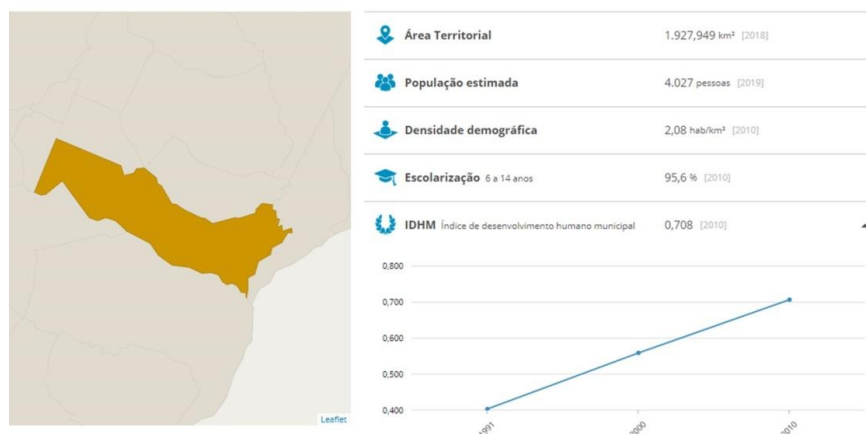 Área Territorial 1.927,949 km² [2018]
População estimada 4.027 pessoas [2019]
Densidade demográfica 2,08 hab/km² [2010]
Escolarização 6 a 14 anos 95,6 % [2010]
IDHM Índice de desenvolvimento humano municipal 0,708 [2010]
0,800
0,700
0,600
0,500
0,400
1991 2000 2010
Leaflet